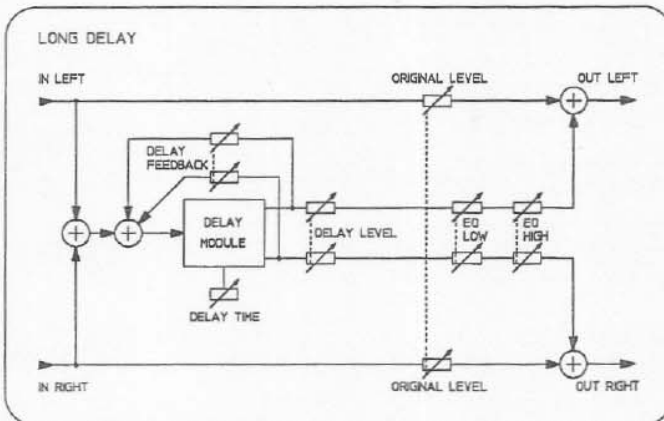 LONG DELAY
IN LEFT
ORIGINAL LEVEL
OUT LEFT
DELAY
FEEDBACK
DELAY
MODULE
DELAY LEVEL
EQ
LOW
EQ
HIGH
DELAY TIME
IN RIGHT
ORIGINAL LEVEL
OUT RIGHT